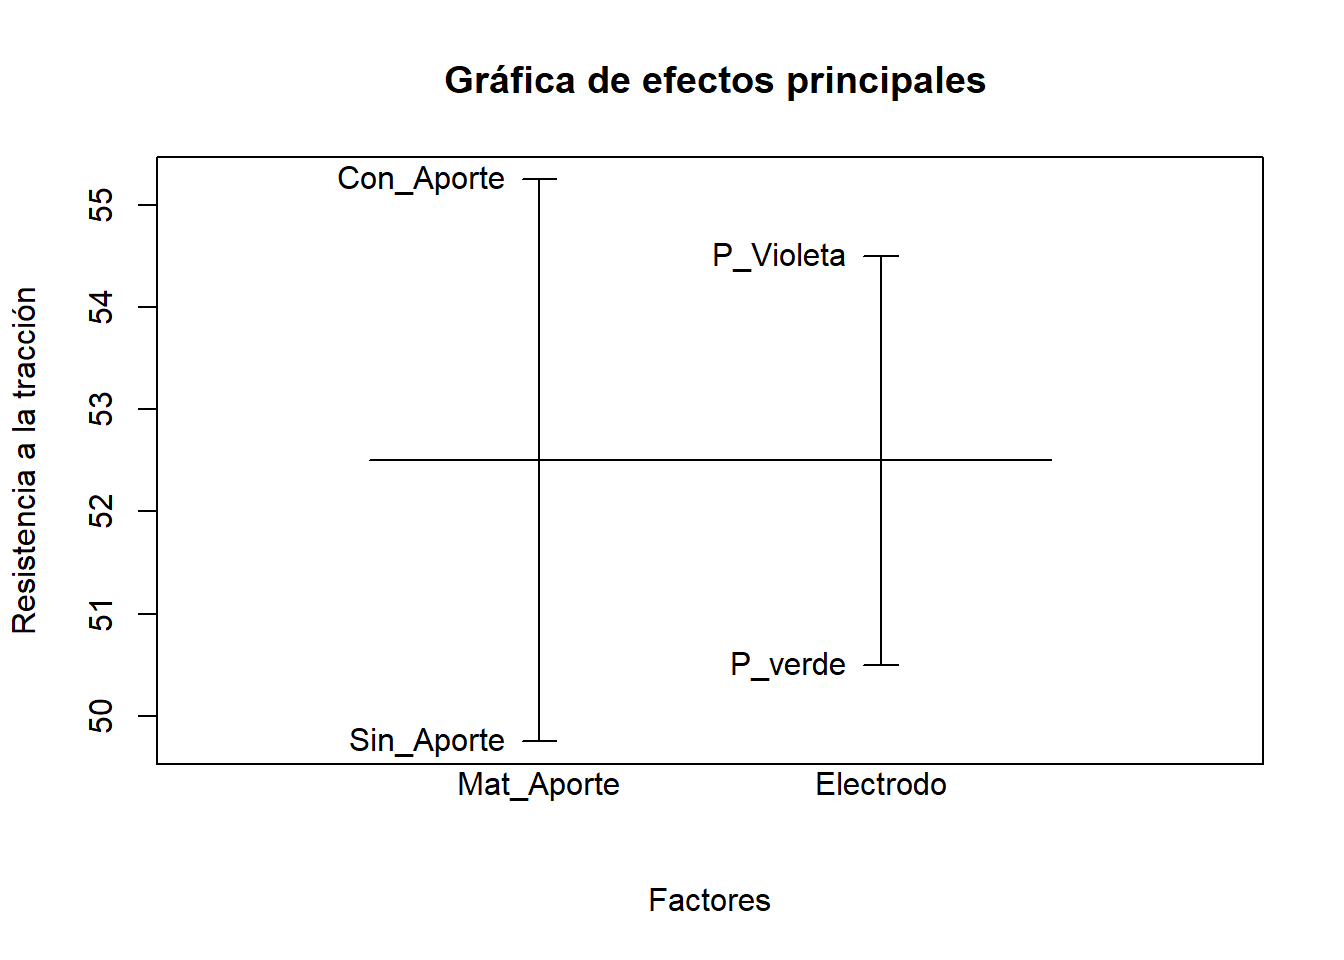 Gráfica de efectos principales
Resistencia a la tracción
55
54
53
52
51
50
Con_Aporte
P_Violeta
P_verde
Sin_Aporte
Mat_Aporte
Electrodo
Factores